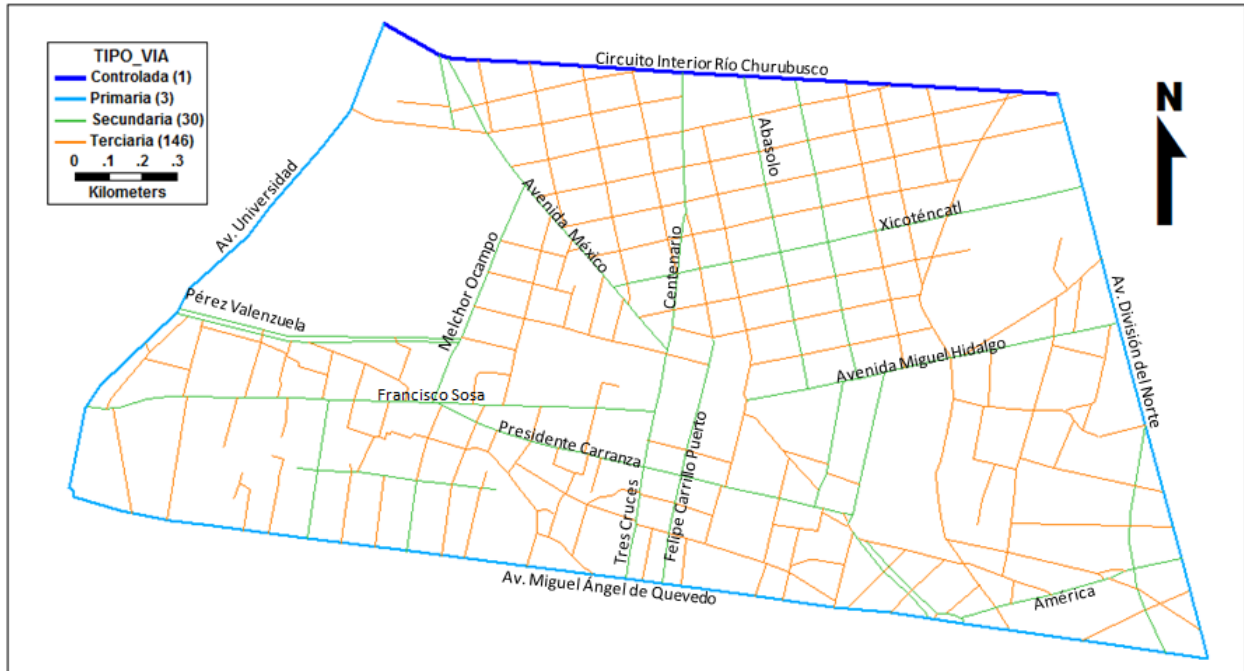 TIPO_VIA
Controlada (1)
Primaria (3)
Secundaria (30)
Terciaria (146)
0 .1 .2 .3
Kilometers
Circuito Interior Río Churubusco
N
Abasolo
Av. Universidad
Avenida México
Xicoténcatl
Centenario
Melchor Ocampo
Pérez Valenzuela
Av. División del Norte
Avenida Miguel Hidalgo
Francisco Sosa
Presidente Carranza
Felipe Carrillo Puerto
Tres Cruces
Av. Miguel Ángel de Quevedo
América